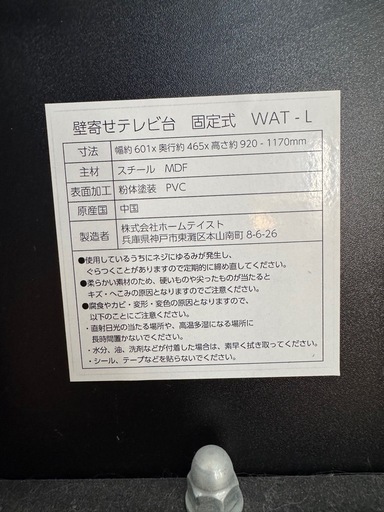 壁寄せテレビ台 固定式 WAT-L
寸法 幅約601x奥行約465x高さ約920-1170mm
主材 スチール MDF
表面加工 粉体塗装 PVC
原産国 中国
製造者 株式会社ホームテイスト
兵庫県神戸市東灘区本山南町8-6-26
●使用しているうちにネジにゆるみが発生し、
ぐらつくことがありますので定期的に締め直してください。
●柔らかい素材のため、硬いものや尖ったものが当たると
キズ・へこみの原因となりますのでご注意ください。
●腐食やカビ・変形・変色の原因となりますので、
以下のことにご注意ください。
・直射日光の当たる場所や、高温多湿になる場所に
長時間置かないでください。
・水分、油、洗剤などが付着した場合は、素早く拭き取ってください。
・シール、テープなどを貼らないでください。